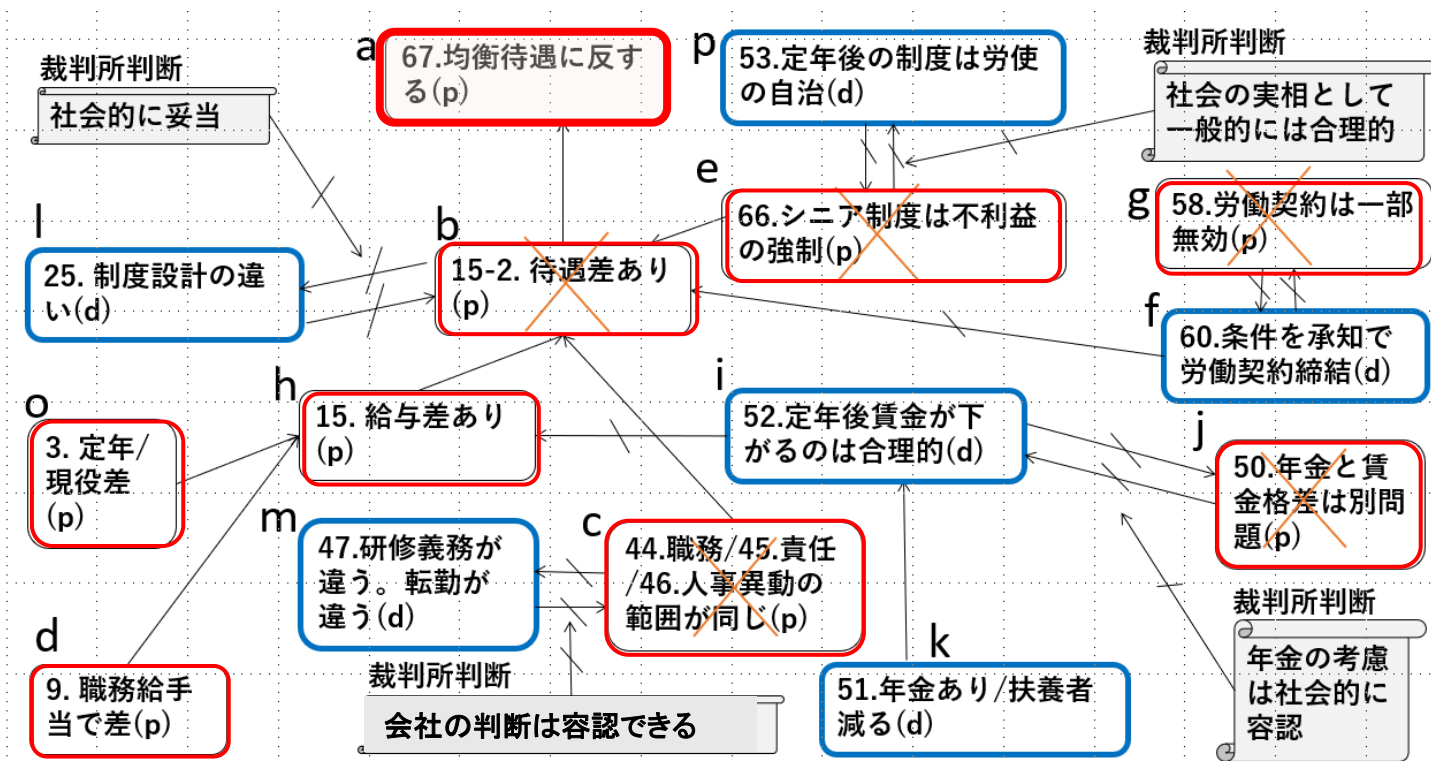 a
67.均衡待遇に反す
る(p)
p
53.定年後の制度は労使
の自治(d)
裁判所判断
社会的に妥当
裁判所判断
社会の実相として
一般的には合理的
e
66.シニア制度は不利益
の強制(p)
g
58.労働契約は一部
無効(p)
l
25. 制度設計の違
い(d)
b
15-2. 待遇差あり
(p)
f
60.条件を承知で
労働契約締結(d)
o
3. 定年/
現役差
(p)
h
15. 給与差あり
(p)
i
52.定年後賃金が下
がるのは合理的(d)
j
50.年金と賃
金格差は別問
題(p)
m
47.研修義務が
違う。転勤が
違う(d)
c
44.職務/45.責任
/46.人事異動の
範囲が同じ(p)
d
9. 職務給手
当で差(p)
裁判所判断
会社の判断は容認できる
k
51.年金あり/扶養者
減る(d)
裁判所判断
年金の考慮
は社会的に
容認